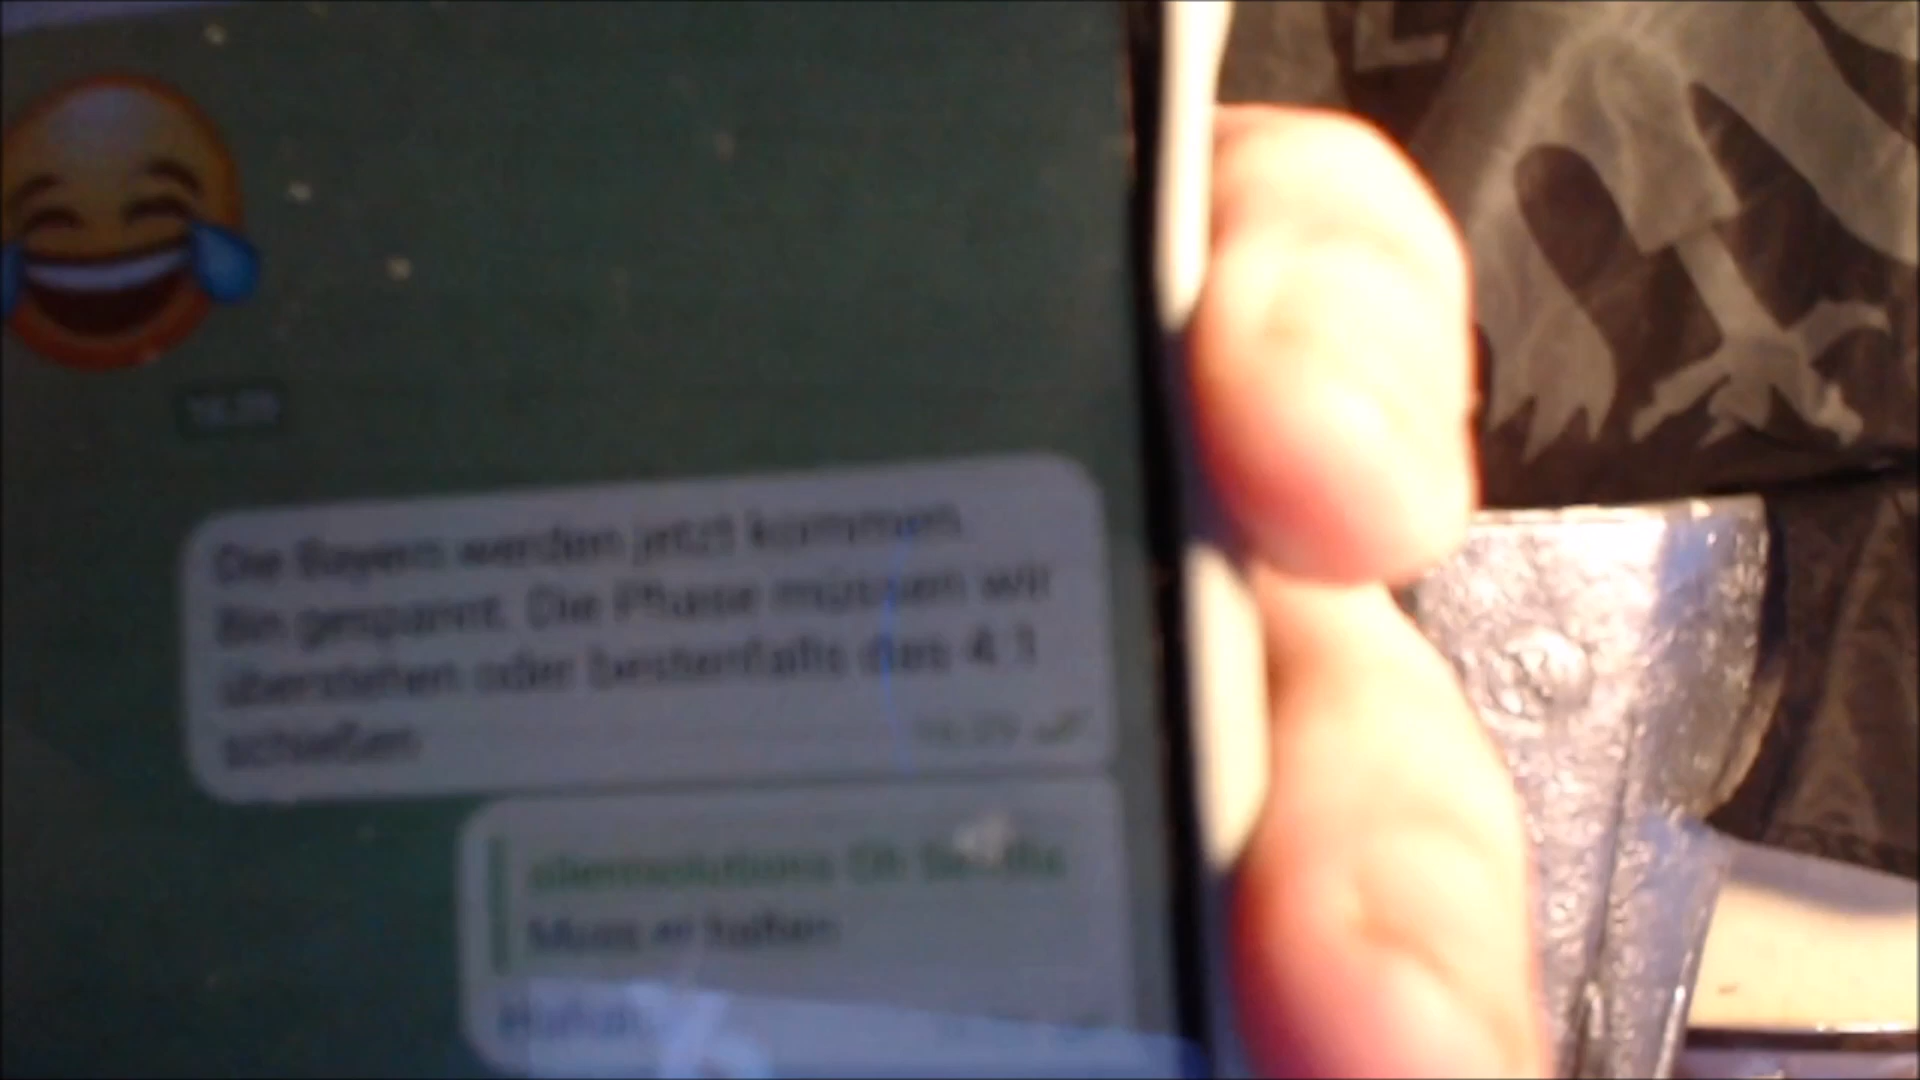 Die Bayern werden jetzt kommen.
Bin gespannt. Die Phase müssen wir
überstehen oder bestenfalls das 4:1
schießen
Muss er halten